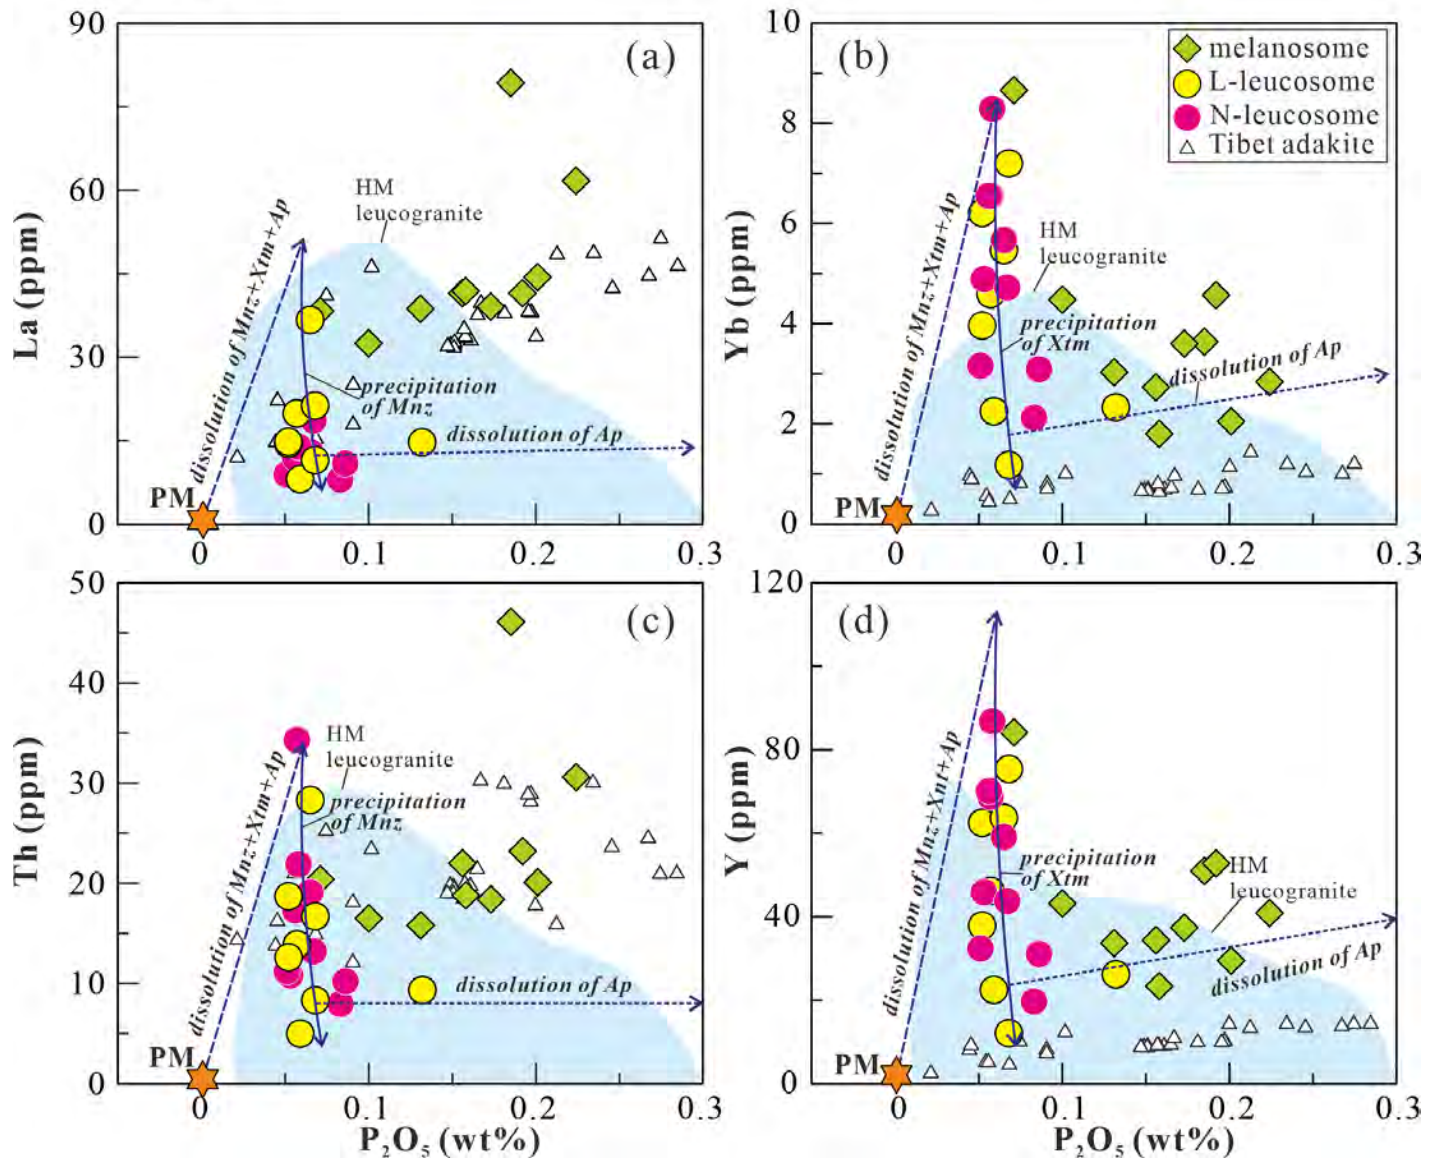 90
60
30
0
La (ppm)
(a)
HM
leucogranite
dissolution of Mnz+Xtm+Ap
precipitation
of Mnz
dissolution of Ap
PM
0
0.1
0.2
0.3
10
8
6
4
2
0
Yb (ppm)
(b)
melanosome
L-leucosome
N-leucosome
Tibet adakite
HM
leucogranite
dissolution of Mnz+Xtm+Ap
precipitation
of Xtm
dissolution of Ap
PM
0
0.1
0.2
0.3
50
40
30
20
10
0
Th (ppm)
(c)
HM
leucogranite
dissolution of Mnz+Xtm+Ap
precipitation
of Mnz
dissolution of Ap
PM
0
0.1
0.2
0.3
P₂O₅ (wt%)
120
80
40
0
Y (ppm)
(d)
dissolution of Mnz+Xnt+Ap
precipitation
of Xtm
HM
leucogranite
dissolution of Ap
PM
0
0.1
0.2
0.3
P₂O₅ (wt%)